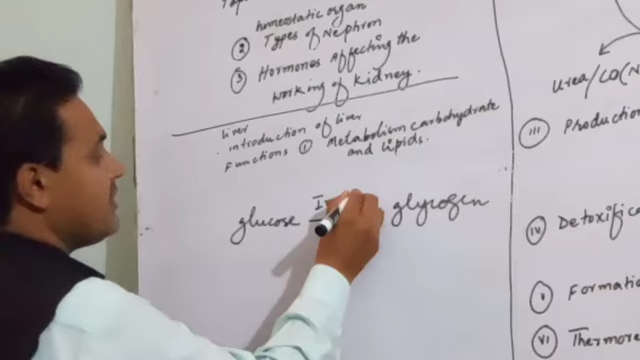 homeostatic organ
② Types of Nephron
③ Hormones Affecting the
working of Kidney.
liver
introduction of liver
Functions ① Metabolism carbohydrate
and Lipids.
glucose I glycogen
urea/CO(N
iii Production
iv Detoxifica
v Formatio
vi Thermore